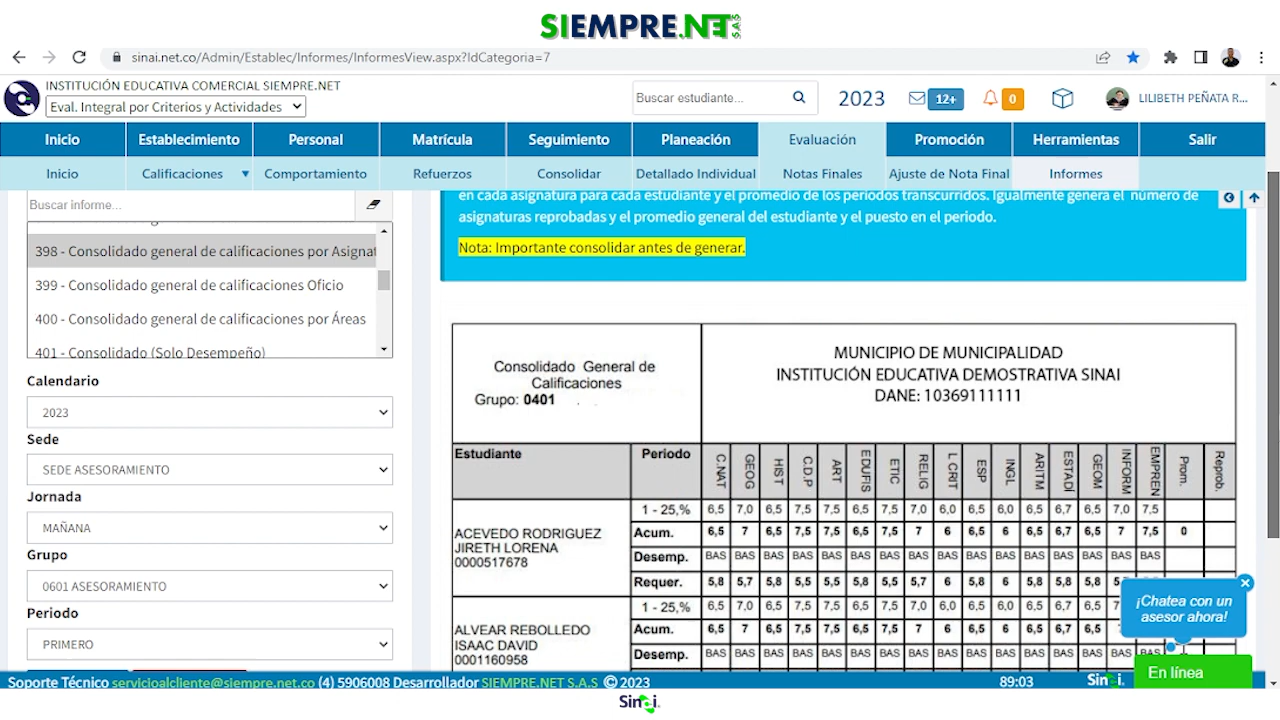 SIEMPRE.NET S.A.S
sinai.net.co/Admin/Establec/Informes/InformesView.aspx?IdCategoria=7
INSTITUCIÓN EDUCATIVA COMERCIAL SIEMPRE.NET
Eval. Integral por Criterios y Actividades
Buscar estudiante...
2023
12+
0
LILIBETH PEÑATA R...
Inicio Establecimiento Personal Matrícula Seguimiento Planeación Evaluación Promoción Herramientas Salir
Inicio Calificaciones Comportamiento Refuerzos Consolidar Detallado Individual Notas Finales Ajuste de Nota Final Informes
Buscar informe...
398 - Consolidado general de calificaciones por Asignat
399 - Consolidado general de calificaciones Oficio
400 - Consolidado general de calificaciones por Áreas
401 - Consolidado (Solo Desempeño)
Calendario
2023
Sede
SEDE ASESORAMIENTO
Jornada
MAÑANA
Grupo
0601 ASESORAMIENTO
Periodo
PRIMERO
en cada asignatura para cada estudiante y el promedio de los periodos transcurridos. Igualmente genera el número de
asignaturas reprobadas y el promedio general del estudiante y el puesto en el periodo.
Nota: Importante consolidar antes de generar.
Consolidado General de
Calificaciones
Grupo: 0401
MUNICIPIO DE MUNICIPALIDAD
INSTITUCIÓN EDUCATIVA DEMOSTRATIVA SINAI
DANE: 10369111111
Estudiante Periodo C.NAT GEOG HIST C.D.P ART EDUFIS ETIC RELIG L.CRIT ESP INGL ARITM ESTADÍ GEOM INFORM EMPREN Prom. Reprob.
ACEVEDO RODRIGUEZ
JIRETH LORENA
0000517678
1 - 25,% 6,5 7,0 6,5 7,5 7,5 6,5 7,5 7,0 6,0 6,5 6,0 6,5 6,7 6,5 7,0 7,5
Acum. 6,5 7 6,5 7,5 7,5 6,5 7,5 7 6 6,5 6 6,5 6,7 6,5 7 7,5 0
Desemp. BAS BAS BAS BAS BAS BAS BAS BAS BAS BAS BAS BAS BAS BAS BAS BAS
Requer. 5,8 5,7 5,8 5,5 5,5 5,8 5,5 5,7 6 5,8 6 5,8 5,8 5,8
ALVEAR REBOLLEDO
ISAAC DAVID
0001160958
1 - 25,% 6,5 7,0 6,5 7,5 7,5 6,5 7,5 7,0 6,0 6,5 6,0 6,5 6,7 6,5
Acum. 6,5 7 6,5 7,5 7,5 6,5 7,5 7 6 6,5 6 6,5 6,7 6,5
Desemp. BAS BAS BAS BAS BAS BAS BAS BAS BAS BAS BAS BAS BAS BAS BAS BAS
¡Chatea con un
asesor ahora!
En línea
Soporte Técnico servicioalcliente@siempre.net.co (4) 5906008 Desarrollador SIEMPRE.NET S.A.S © 2023
89:03
Sinai.
Sinai.